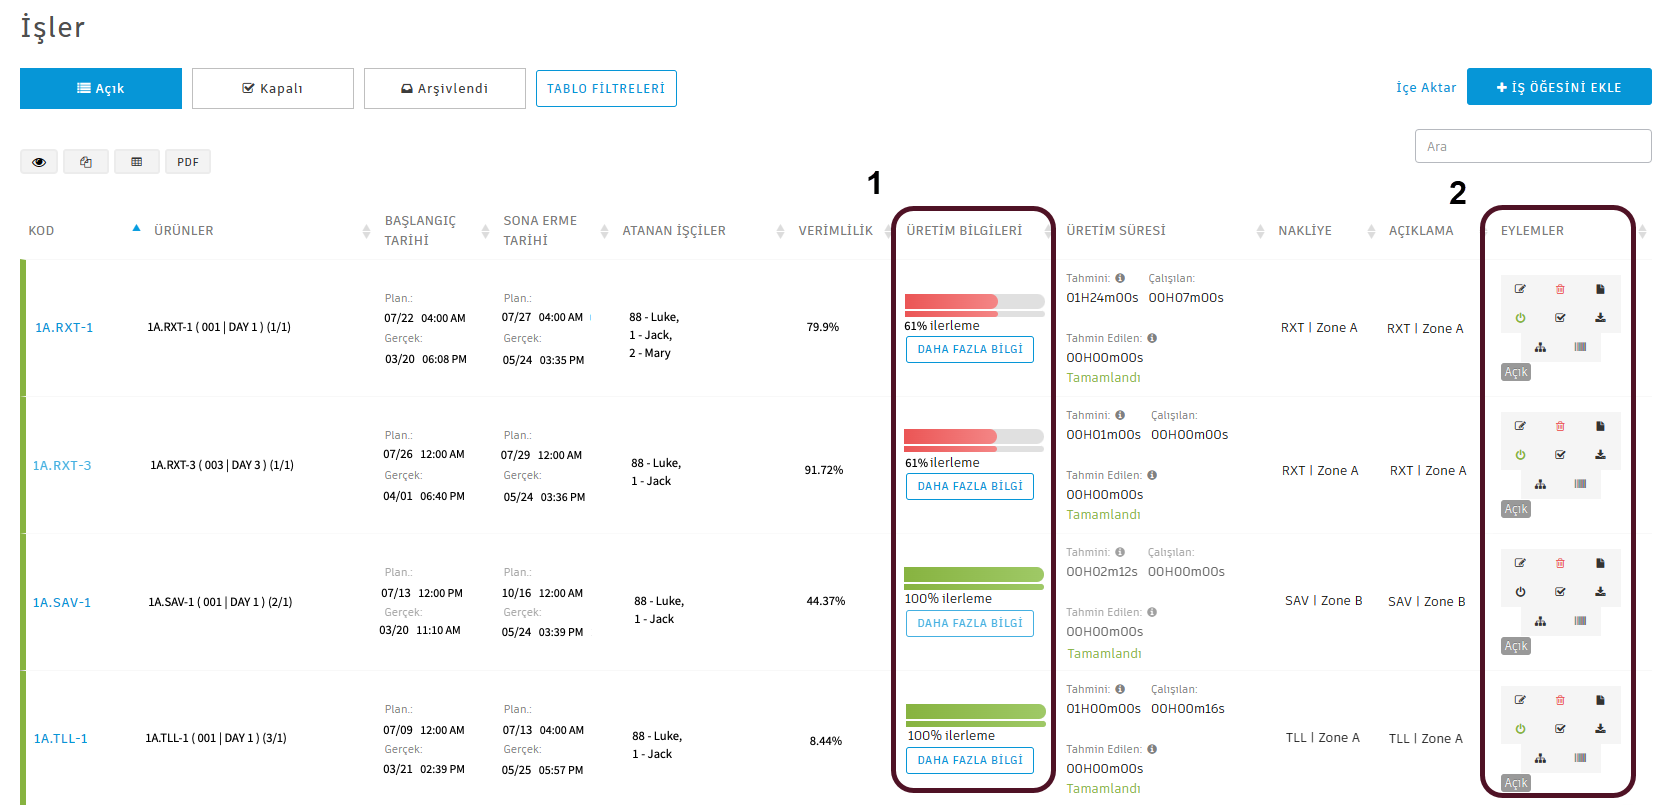 İşler
Açık
Kapalı
Arşivlendi
TABLO FİLTRELERİ
İçe Aktar
İŞ ÖĞESİNİ EKLE
Ara
PDF
1
2
KOD
ÜRÜNLER
BAŞLANGIÇ
TARİHİ
SONA ERME
TARİHİ
ATANAN İŞÇİLER
VERİMLİLİK
ÜRETİM BİLGİLERİ
ÜRETİM SÜRESİ
NAKLİYE
AÇIKLAMA
EYLEMLER
1A.RXT-1
1A.RXT-1 ( 001 | DAY 1 ) (1/1)
Plan.:
07/22 04:00 AM
Gerçek:
03/20 06:08 PM
Plan.:
07/27 04:00 AM
Gerçek:
05/24 03:35 PM
88 - Luke,
1 - Jack,
2 - Mary
79.9%
61% ilerleme
DAHA FAZLA BİLGİ
Tahmini: Çalışılan:
01H24m00s 00H07m00s
Tahmin Edilen:
00H00m00s
Tamamlandı
RXT | Zone A
RXT | Zone A
Açık
1A.RXT-3
1A.RXT-3 ( 003 | DAY 3 ) (1/1)
Plan.:
07/26 12:00 AM
Gerçek:
04/01 06:40 PM
Plan.:
07/29 12:00 AM
Gerçek:
05/24 03:36 PM
88 - Luke,
1 - Jack
91.72%
61% ilerleme
DAHA FAZLA BİLGİ
Tahmini: Çalışılan:
00H01m00s 00H00m00s
Tahmin Edilen:
00H00m00s
Tamamlandı
RXT | Zone A
RXT | Zone A
Açık
1A.SAV-1
1A.SAV-1 ( 001 | DAY 1 ) (2/1)
Plan.:
07/13 12:00 PM
Gerçek:
03/20 11:10 AM
Plan.:
10/16 12:00 AM
Gerçek:
05/24 03:39 PM
88 - Luke,
1 - Jack
44.37%
100% ilerleme
DAHA FAZLA BİLGİ
Tahmini: Çalışılan:
00H02m12s 00H00m00s
Tahmin Edilen:
00H00m00s
Tamamlandı
SAV | Zone B
SAV | Zone B
Açık
1A.TLL-1
1A.TLL-1 ( 001 | DAY 1 ) (3/1)
Plan.:
07/09 12:00 AM
Gerçek:
03/21 02:39 PM
Plan.:
07/13 04:00 AM
Gerçek:
05/25 05:57 PM
88 - Luke,
1 - Jack
8.44%
100% ilerleme
DAHA FAZLA BİLGİ
Tahmini: Çalışılan:
01H00m00s 00H00m16s
Tahmin Edilen:
00H00m00s
Tamamlandı
TLL | Zone A
TLL | Zone A
Açık